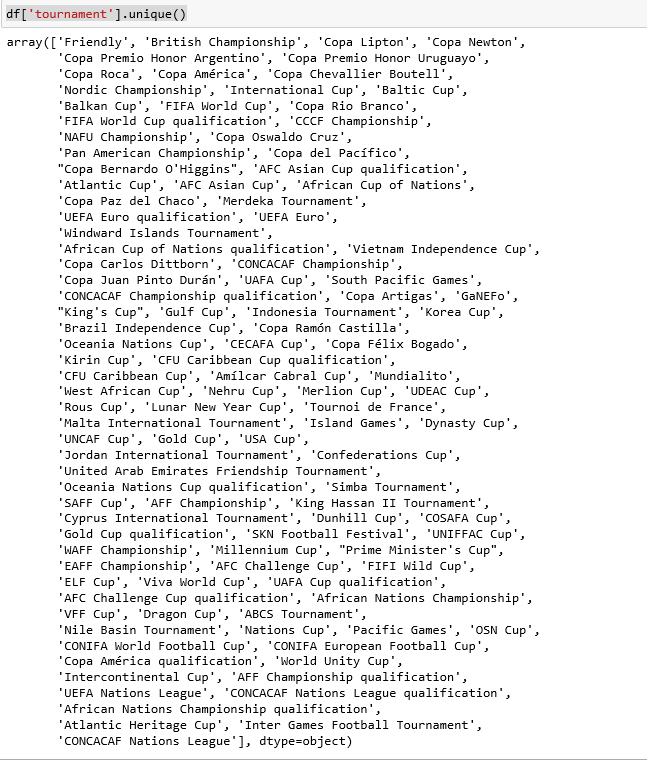 df['tournament'].unique()
array(['Friendly', 'British Championship', 'Copa Lipton', 'Copa Newton',
'Copa Premio Honor Argentino', 'Copa Premio Honor Uruguayo',
'Copa Roca', 'Copa América', 'Copa Chevallier Boutell',
'Nordic Championship', 'International Cup', 'Baltic Cup',
'Balkan Cup', 'FIFA World Cup', 'Copa Rio Branco',
'FIFA World Cup qualification', 'CCCF Championship',
'NAFU Championship', 'Copa Oswaldo Cruz',
'Pan American Championship', 'Copa del Pacífico',
"Copa Bernardo O'Higgins", 'AFC Asian Cup qualification',
'Atlantic Cup', 'AFC Asian Cup', 'African Cup of Nations',
'Copa Paz del Chaco', 'Merdeka Tournament',
'UEFA Euro qualification', 'UEFA Euro',
'Windward Islands Tournament',
'African Cup of Nations qualification', 'Vietnam Independence Cup',
'Copa Carlos Dittborn', 'CONCACAF Championship',
'Copa Juan Pinto Durán', 'UAFA Cup', 'South Pacific Games',
'CONCACAF Championship qualification', 'Copa Artigas', 'GaNEFo',
"King's Cup", 'Gulf Cup', 'Indonesia Tournament', 'Korea Cup',
'Brazil Independence Cup', 'Copa Ramón Castilla',
'Oceania Nations Cup', 'CECAFA Cup', 'Copa Félix Bogado',
'Kirin Cup', 'CFU Caribbean Cup qualification',
'CFU Caribbean Cup', 'Amílcar Cabral Cup', 'Mundialito',
'West African Cup', 'Nehru Cup', 'Merlion Cup', 'UDEAC Cup',
'Rous Cup', 'Lunar New Year Cup', 'Tournoi de France',
'Malta International Tournament', 'Island Games', 'Dynasty Cup',
'UNCAF Cup', 'Gold Cup', 'USA Cup',
'Jordan International Tournament', 'Confederations Cup',
'United Arab Emirates Friendship Tournament',
'Oceania Nations Cup qualification', 'Simba Tournament',
'SAFF Cup', 'AFF Championship', 'King Hassan II Tournament',
'Cyprus International Tournament', 'Dunhill Cup', 'COSAFA Cup',
'Gold Cup qualification', 'SKN Football Festival', 'UNIFFAC Cup',
'WAFF Championship', 'Millennium Cup', "Prime Minister's Cup",
'EAFF Championship', 'AFC Challenge Cup', 'FIFI Wild Cup',
'ELF Cup', 'Viva World Cup', 'UAFA Cup qualification',
'AFC Challenge Cup qualification', 'African Nations Championship',
'VFF Cup', 'Dragon Cup', 'ABCS Tournament',
'Nile Basin Tournament', 'Nations Cup', 'Pacific Games', 'OSN Cup',
'CONIFA World Football Cup', 'CONIFA European Football Cup',
'Copa América qualification', 'World Unity Cup',
'Intercontinental Cup', 'AFF Championship qualification',
'UEFA Nations League', 'CONCACAF Nations League qualification',
'African Nations Championship qualification',
'Atlantic Heritage Cup', 'Inter Games Football Tournament',
'CONCACAF Nations League'], dtype=object)